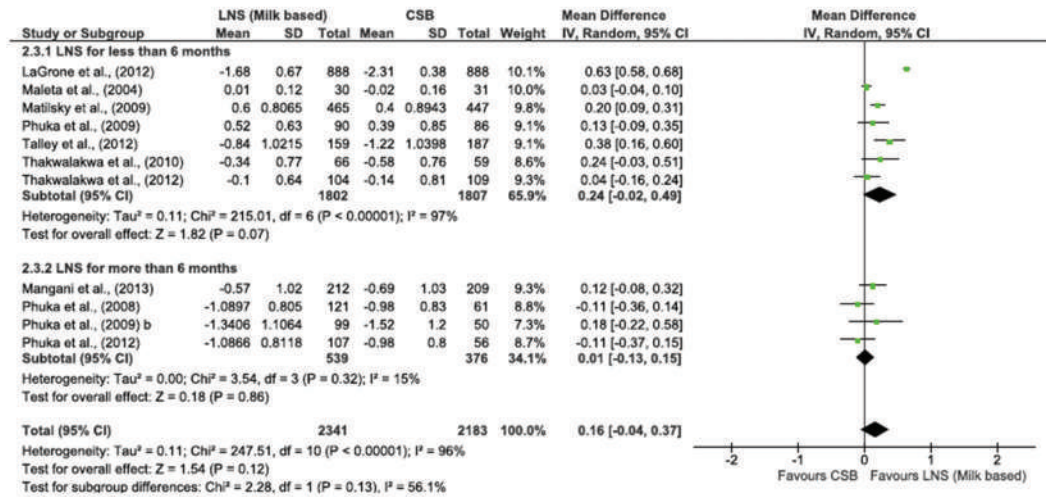 LNS (Milk based) CSB Mean Difference Mean Difference
Study or Subgroup Mean SD Total Mean SD Total Weight IV, Random, 95% CI IV, Random, 95% CI
2.3.1 LNS for less than 6 months
LaGrone et al., (2012) -1.68 0.67 888 -2.31 0.38 888 10.1% 0.63 [0.58, 0.68]
Maleta et al., (2004) 0.01 0.12 30 -0.02 0.16 31 10.0% 0.03 [-0.04, 0.10]
Matilsky et al., (2009) 0.6 0.8065 465 0.4 0.8943 447 9.8% 0.20 [0.09, 0.31]
Phuka et al., (2009) 0.52 0.63 90 0.39 0.85 86 9.1% 0.13 [-0.09, 0.35]
Talley et al., (2012) -0.84 1.0215 159 -1.22 1.0398 187 9.1% 0.38 [0.16, 0.60]
Thakwalakwa et al., (2010) -0.34 0.77 66 -0.58 0.76 59 8.6% 0.24 [-0.03, 0.51]
Thakwalakwa et al., (2012) -0.1 0.64 104 -0.14 0.81 109 9.3% 0.04 [-0.16, 0.24]
Subtotal (95% CI) 1802 1807 65.9% 0.24 [-0.02, 0.49]
Heterogeneity: Tau² = 0.11; Chi² = 215.01, df = 6 (P < 0.00001); I² = 97%
Test for overall effect: Z = 1.82 (P = 0.07)
2.3.2 LNS for more than 6 months
Mangani et al., (2013) -0.57 1.02 212 -0.69 1.03 209 9.3% 0.12 [-0.08, 0.32]
Phuka et al., (2008) -1.0897 0.805 121 -0.98 0.83 61 8.8% -0.11 [-0.36, 0.14]
Phuka et al., (2009) b -1.3406 1.1064 99 -1.52 1.2 50 7.3% 0.18 [-0.22, 0.58]
Phuka et al., (2012) -1.0866 0.8118 107 -0.98 0.8 56 8.7% -0.11 [-0.37, 0.15]
Subtotal (95% CI) 539 376 34.1% 0.01 [-0.13, 0.15]
Heterogeneity: Tau² = 0.00; Chi² = 3.54, df = 3 (P = 0.32); I² = 15%
Test for overall effect: Z = 0.18 (P = 0.86)
Total (95% CI) 2341 2183 100.0% 0.16 [-0.04, 0.37]
Heterogeneity: Tau² = 0.11; Chi² = 247.51, df = 10 (P < 0.00001); I² = 96%
Test for overall effect: Z = 1.54 (P = 0.12)
Test for subgroup differences: Chi² = 2.28, df = 1 (P = 0.13), I² = 56.1%
-2 -1 0 1 2
Favours CSB Favours LNS (Milk based)